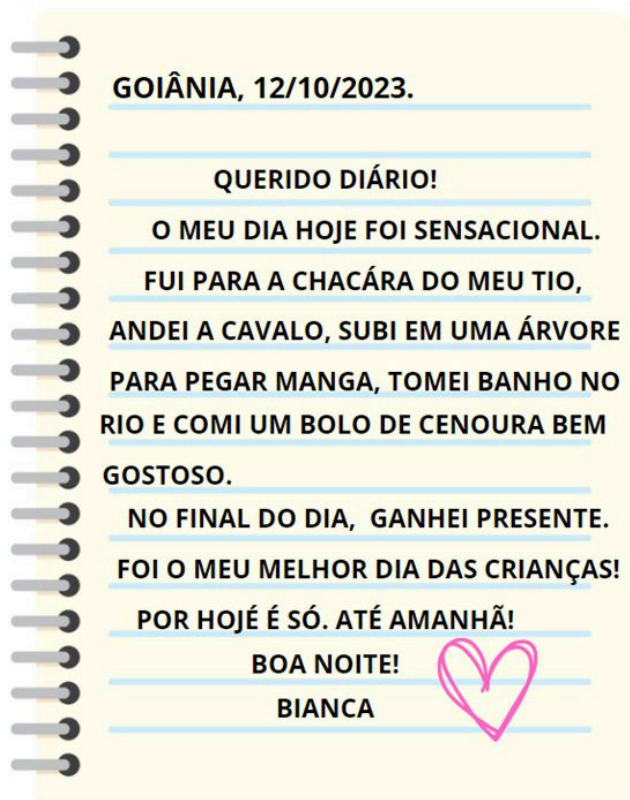 GOIÂNIA, 12/10/2023.
QUERIDO DIÁRIO!
O MEU DIA HOJE FOI SENSACIONAL.
FUI PARA A CHACÁRA DO MEU TIO,
ANDEI A CAVALO, SUBI EM UMA ÁRVORE
PARA PEGAR MANGA, TOMEI BANHO NO
RIO E COMI UM BOLO DE CENOURA BEM
GOSTOSO.
NO FINAL DO DIA, GANHEI PRESENTE.
FOI O MEU MELHOR DIA DAS CRIANÇAS!
POR HOJÉ É SÓ. ATÉ AMANHÃ!
BOA NOITE!
BIANCA